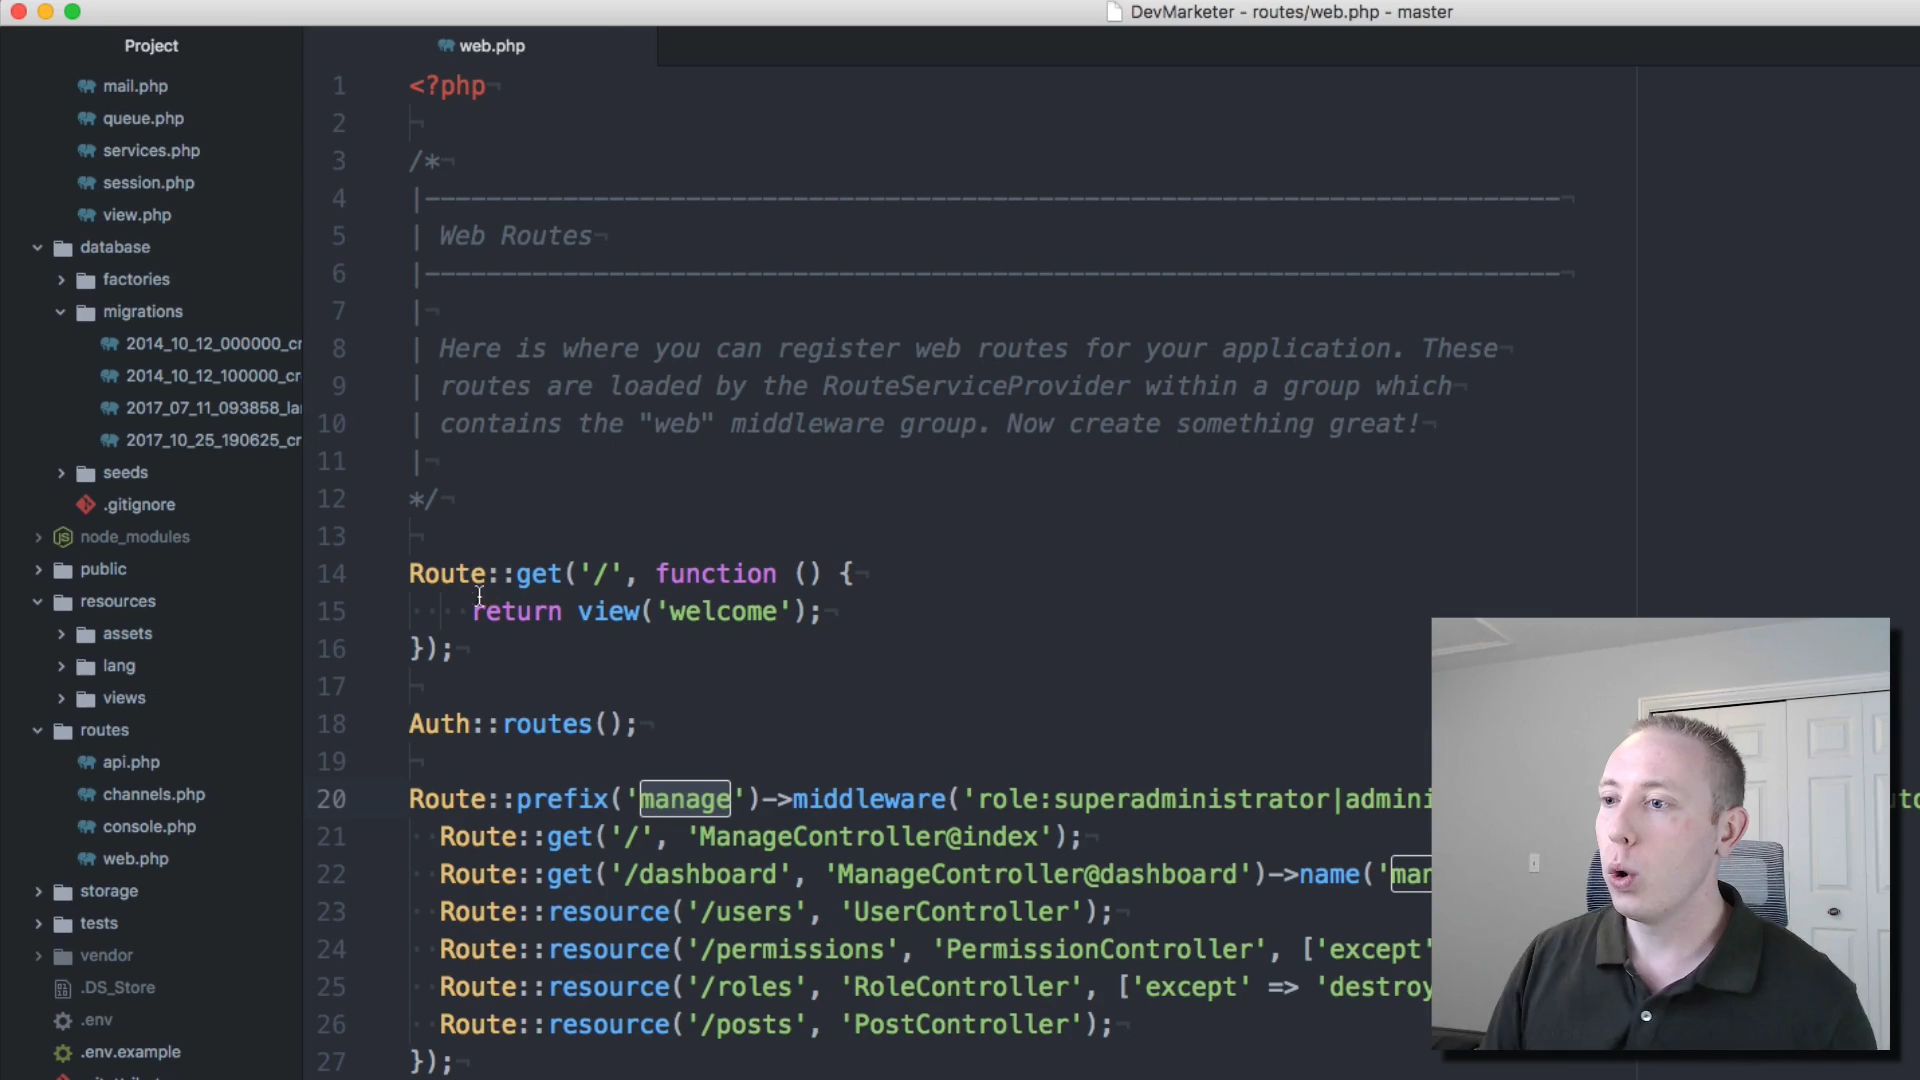 DevMarketer - routes/web.php - master
Project
mail.php
queue.php
services.php
session.php
view.php
database
factories
migrations
2014_10_12_000000_cr
2014_10_12_100000_cr
2017_07_11_093858_la
2017_10_25_190625_cr
seeds
.gitignore
node_modules
public
resources
assets
lang
views
routes
api.php
channels.php
console.php
web.php
storage
tests
vendor
.DS_Store
.env
.env.example
web.php
1 <?php
2
3 /*
4 |--------------------------------------------------------------------------
5 | Web Routes
6 |--------------------------------------------------------------------------
7 |
8 | Here is where you can register web routes for your application. These
9 | routes are loaded by the RouteServiceProvider within a group which
10 | contains the "web" middleware group. Now create something great!
11 |
12 */
13
14 Route::get('/', function () {
15 return view('welcome');
16 });
17
18 Auth::routes();
19
20 Route::prefix('manage')->middleware('role:superadministrator|admini
21 Route::get('/', 'ManageController@index');
22 Route::get('/dashboard', 'ManageController@dashboard')->name('man
23 Route::resource('/users', 'UserController');
24 Route::resource('/permissions', 'PermissionController', ['except'
25 Route::resource('/roles', 'RoleController', ['except' => 'destroy
26 Route::resource('/posts', 'PostController');
27 });